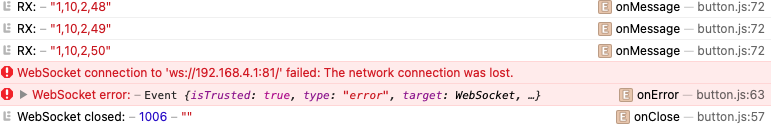 RX: – "1,10,2,48" E onMessage — button.js:72
RX: – "1,10,2,49" E onMessage — button.js:72
RX: – "1,10,2,50" E onMessage — button.js:72
WebSocket connection to 'ws://192.168.4.1:81/' failed: The network connection was lost.
WebSocket error: – Event {isTrusted: true, type: "error", target: WebSocket, …} E onError — button.js:63
WebSocket closed: – 1006 – "" E onClose — button.js:57